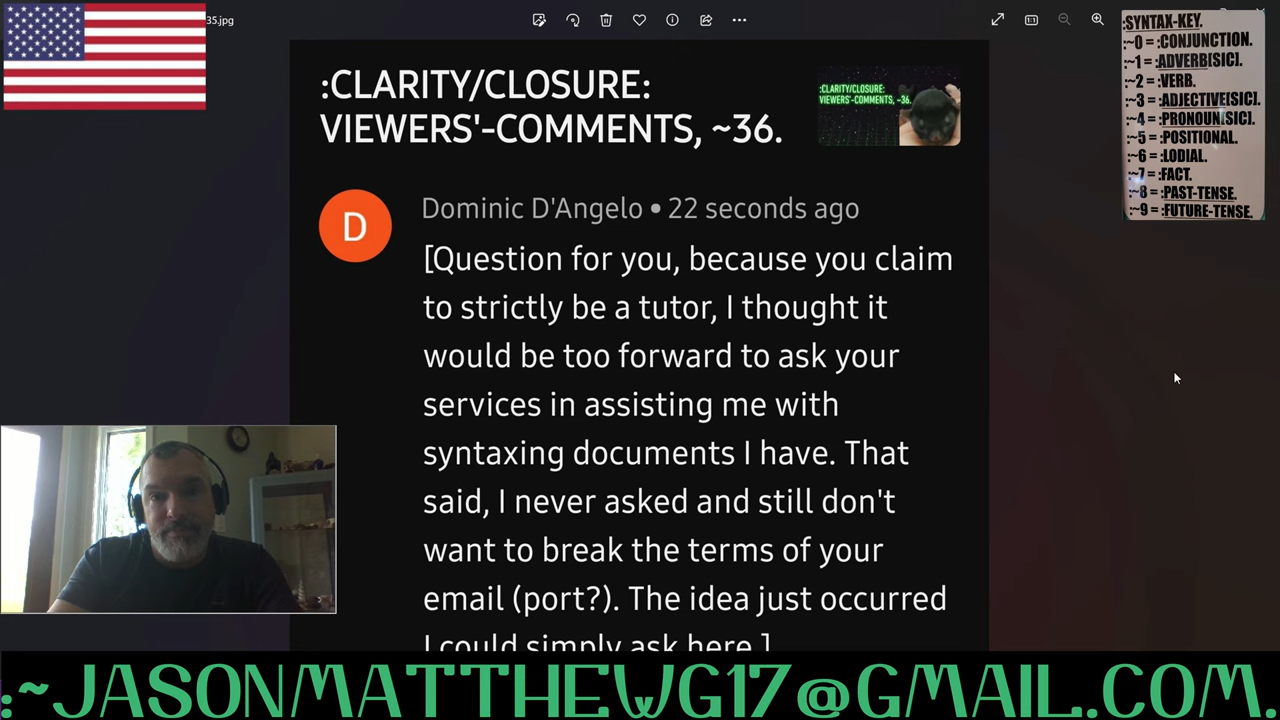 35.jpg
:SYNTAX-KEY.
:~0 = :CONJUNCTION.
:~1 = :ADVERB[SIC].
:~2 = :VERB.
:~3 = :ADJECTIVE[SIC].
:~4 = :PRONOUN[SIC].
:~5 = :POSITIONAL.
:~6 = :LODIAL.
:~7 = :FACT.
:~8 = :PAST-TENSE.
:~9 = :FUTURE-TENSE.
:CLARITY/CLOSURE:
VIEWERS'-COMMENTS, ~36.
:CLARITY/CLOSURE:
VIEWERS'-COMMENTS, ~36.
D
Dominic D'Angelo • 22 seconds ago
[Question for you, because you claim
to strictly be a tutor, I thought it
would be too forward to ask your
services in assisting me with
syntaxing documents I have. That
said, I never asked and still don't
want to break the terms of your
email (port?). The idea just occurred
I could simply ask here.]
:~JASONMATTHEWG17@GMAIL.COM.